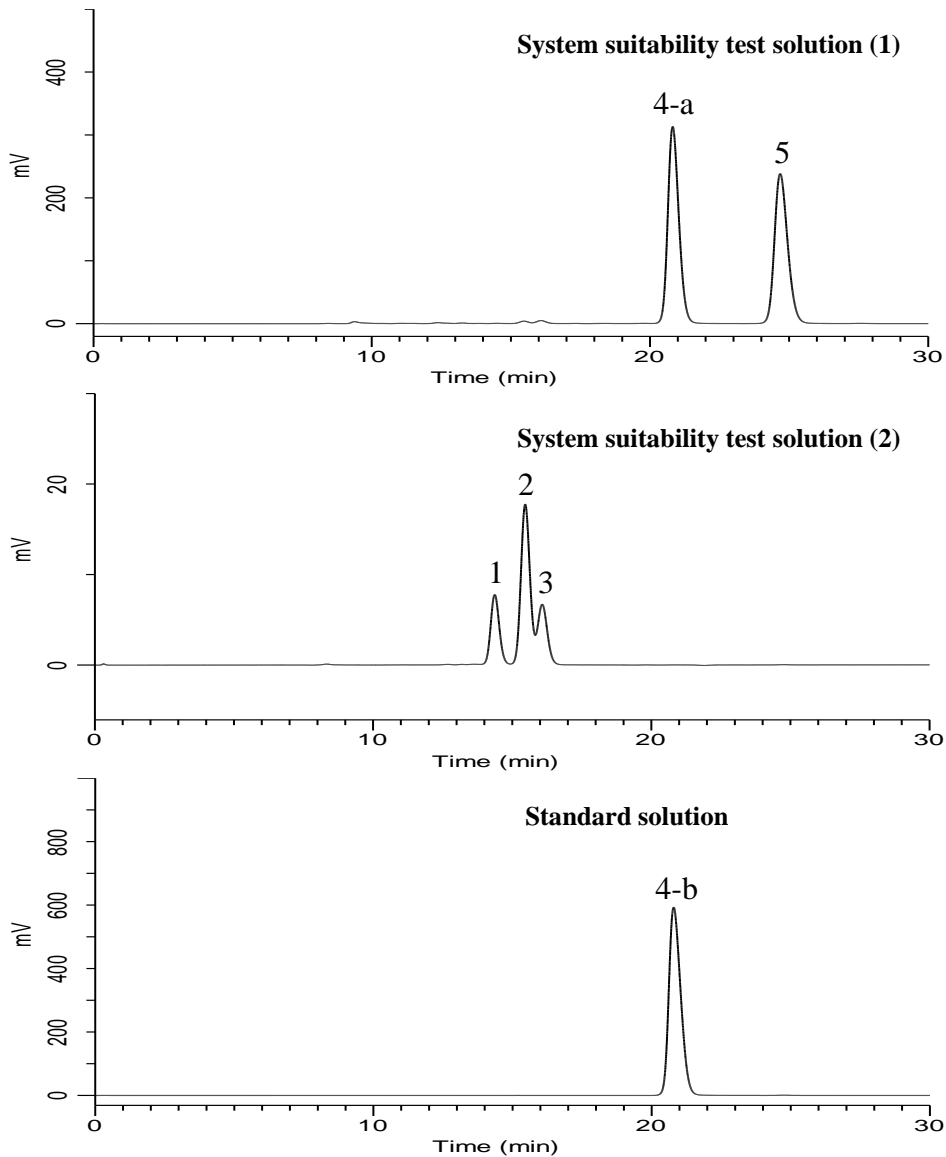 System suitability test solution (1)
400
4-a
5
200
mV
0
0 10 20 30
Time (min)
System suitability test solution (2)
20
2
1
3
mV
0
0 10 20 30
Time (min)
Standard solution
800
4-b
600
mV
400
200
0
0 10 20 30
Time (min)